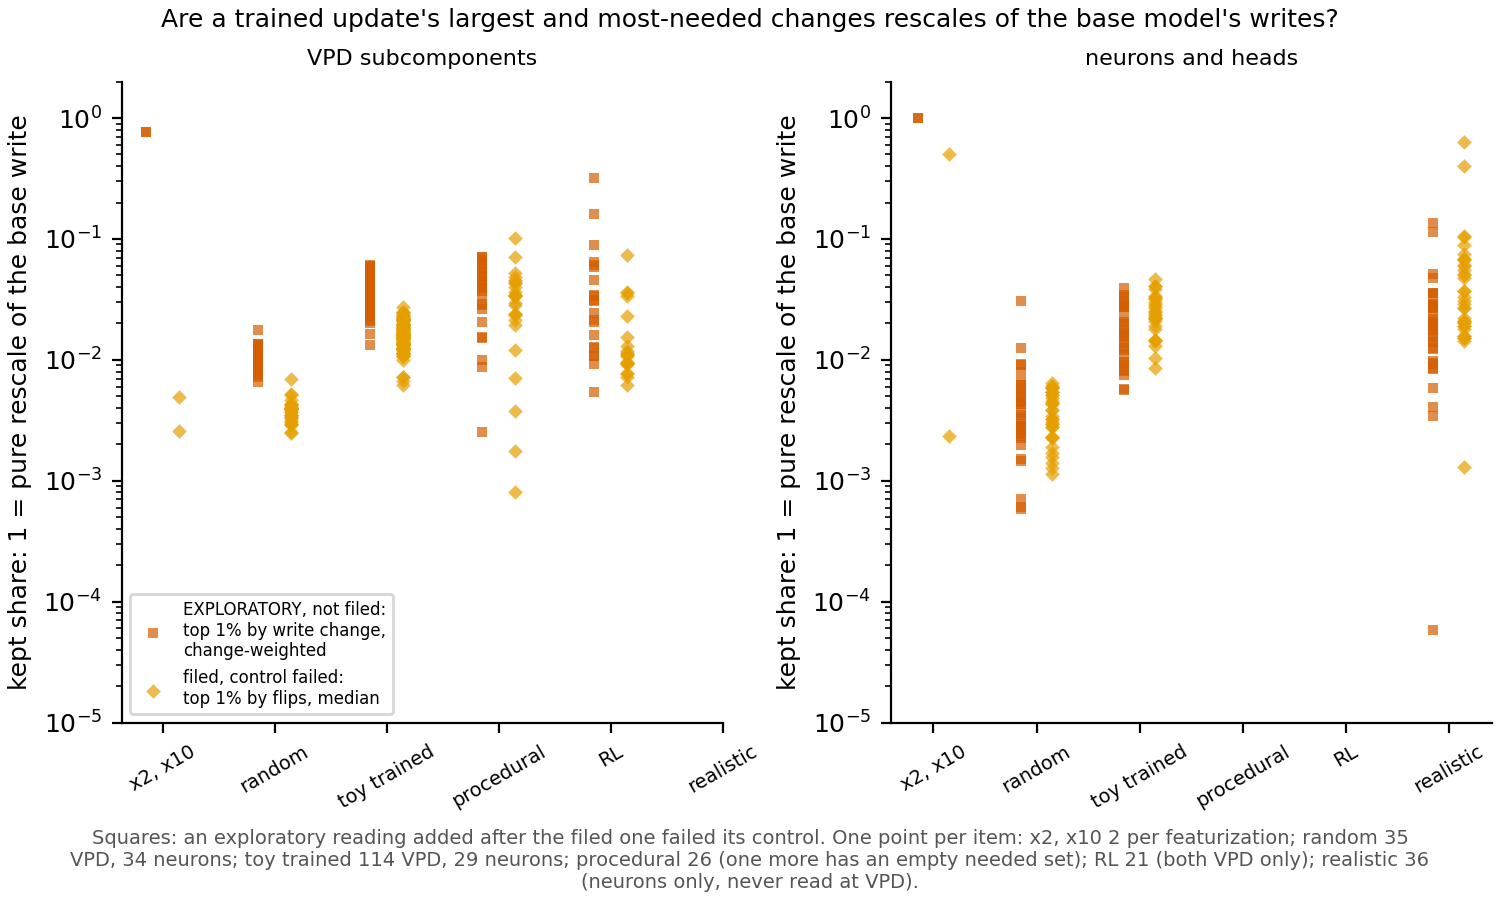 Are a trained update's largest and most-needed changes rescales of the base model's writes?
VPD subcomponents
neurons and heads
kept share: 1 = pure rescale of the base write
10⁰
10⁻¹
10⁻²
10⁻³
10⁻⁴
10⁻⁵
EXPLORATORY, not filed:
top 1% by write change,
change-weighted
filed, control failed:
top 1% by flips, median
x2, x10
random
toy trained
procedural
RL
realistic
kept share: 1 = pure rescale of the base write
10⁰
10⁻¹
10⁻²
10⁻³
10⁻⁴
10⁻⁵
x2, x10
random
toy trained
procedural
RL
realistic
Squares: an exploratory reading added after the filed one failed its control. One point per item: x2, x10 2 per featurization; random 35
VPD, 34 neurons; toy trained 114 VPD, 29 neurons; procedural 26 (one more has an empty needed set); RL 21 (both VPD only); realistic 36
(neurons only, never read at VPD).